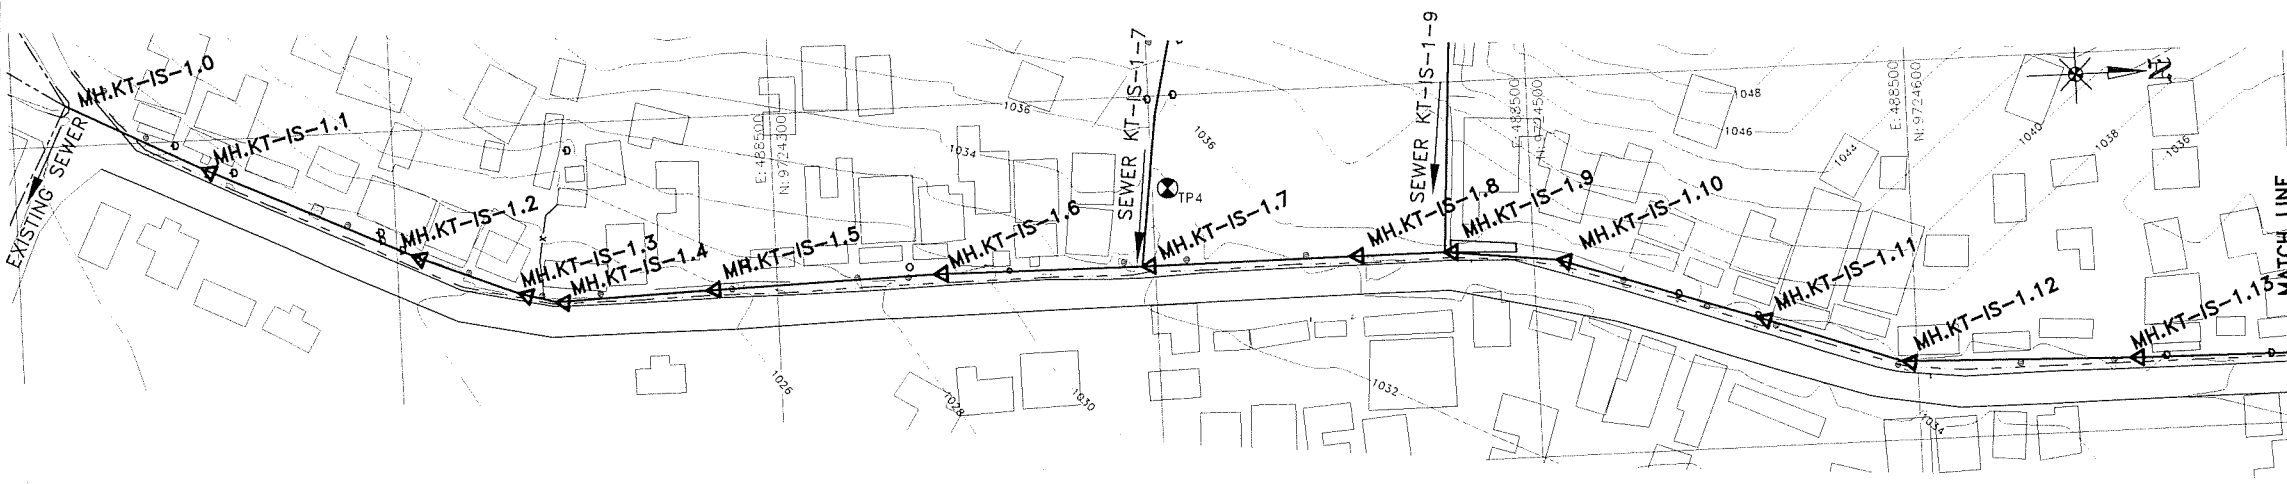 MH.KT-IS-1.0
EXISTING SEWER
MH.KT-IS-1.1
MH.KT-IS-1.2
MH.KT-IS-1.3
MH.KT-IS-1.4
MH.KT-IS-1.5
E:488500
N:9724300
MH.KT-IS-1.6
1034
1036
SEWER KT-IS-1-7
TP4
1036
MH.KT-IS-1.7
MH.KT-IS-1.8
SEWER KT-IS-1-9
MH.KT-IS-1.9
E:488500
N:9724500
MH.KT-IS-1.10
1048
1046
1044
MH.KT-IS-1.11
E:488500
N:9724600
1040
1038
1036
N
MH.KT-IS-1.12
MH.KT-IS-1.13
MATCH LINE
1026
1028
1030
1032
1034